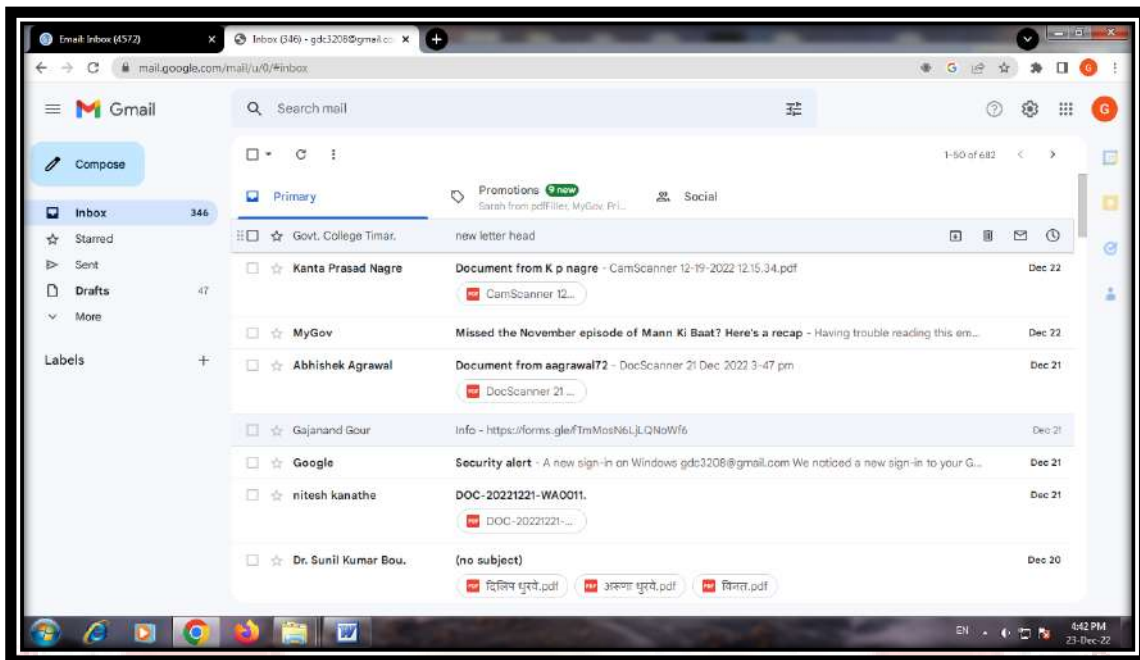 Email: Inbox (4572)
Inbox (346) - gdc3208@gmail.co
mail.google.com/mail/u/0/#inbox
G
G
Gmail
Search mail
G
Compose
1-50 of 682
Primary
Promotions 9 new
Sarah from pdfFiller, MyGov, Pri...
Social
Inbox 346
Starred
Sent
Drafts 47
More
Labels
Govt. College Timar. new letter head
Kanta Prasad Nagre Document from K p nagre - CamScanner 12-19-2022 12.15.34.pdf Dec 22
PDF CamScanner 12...
MyGov Missed the November episode of Mann Ki Baat? Here's a recap - Having trouble reading this em... Dec 22
Abhishek Agrawal Document from aagrawal72 - DocScanner 21 Dec 2022 3-47 pm Dec 21
PDF DocScanner 21 ...
Gajanand Gour Info - https://forms.gle/fTmMosN6LjLQNoWf6 Dec 21
Google Security alert - A new sign-in on Windows gdc3208@gmail.com We noticed a new sign-in to your G... Dec 21
nitesh kanathe DOC-20221221-WA0011. Dec 21
PDF DOC-20221221-...
Dr. Sunil Kumar Bou. (no subject) Dec 20
PDF दिलिप धुरवे.pdf PDF अरूणा धुरवे.pdf PDF विनत.pdf
EN
4:42 PM
23-Dec-22